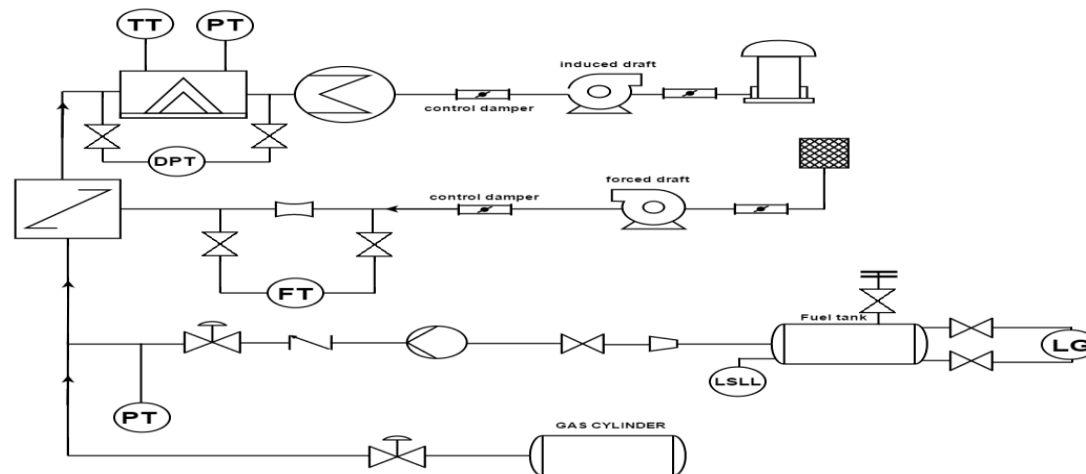 TT
PT
induced draft
control damper
DPT
forced draft
control damper
FT
Fuel tank
LG
LSLL
PT
GAS CYLINDER